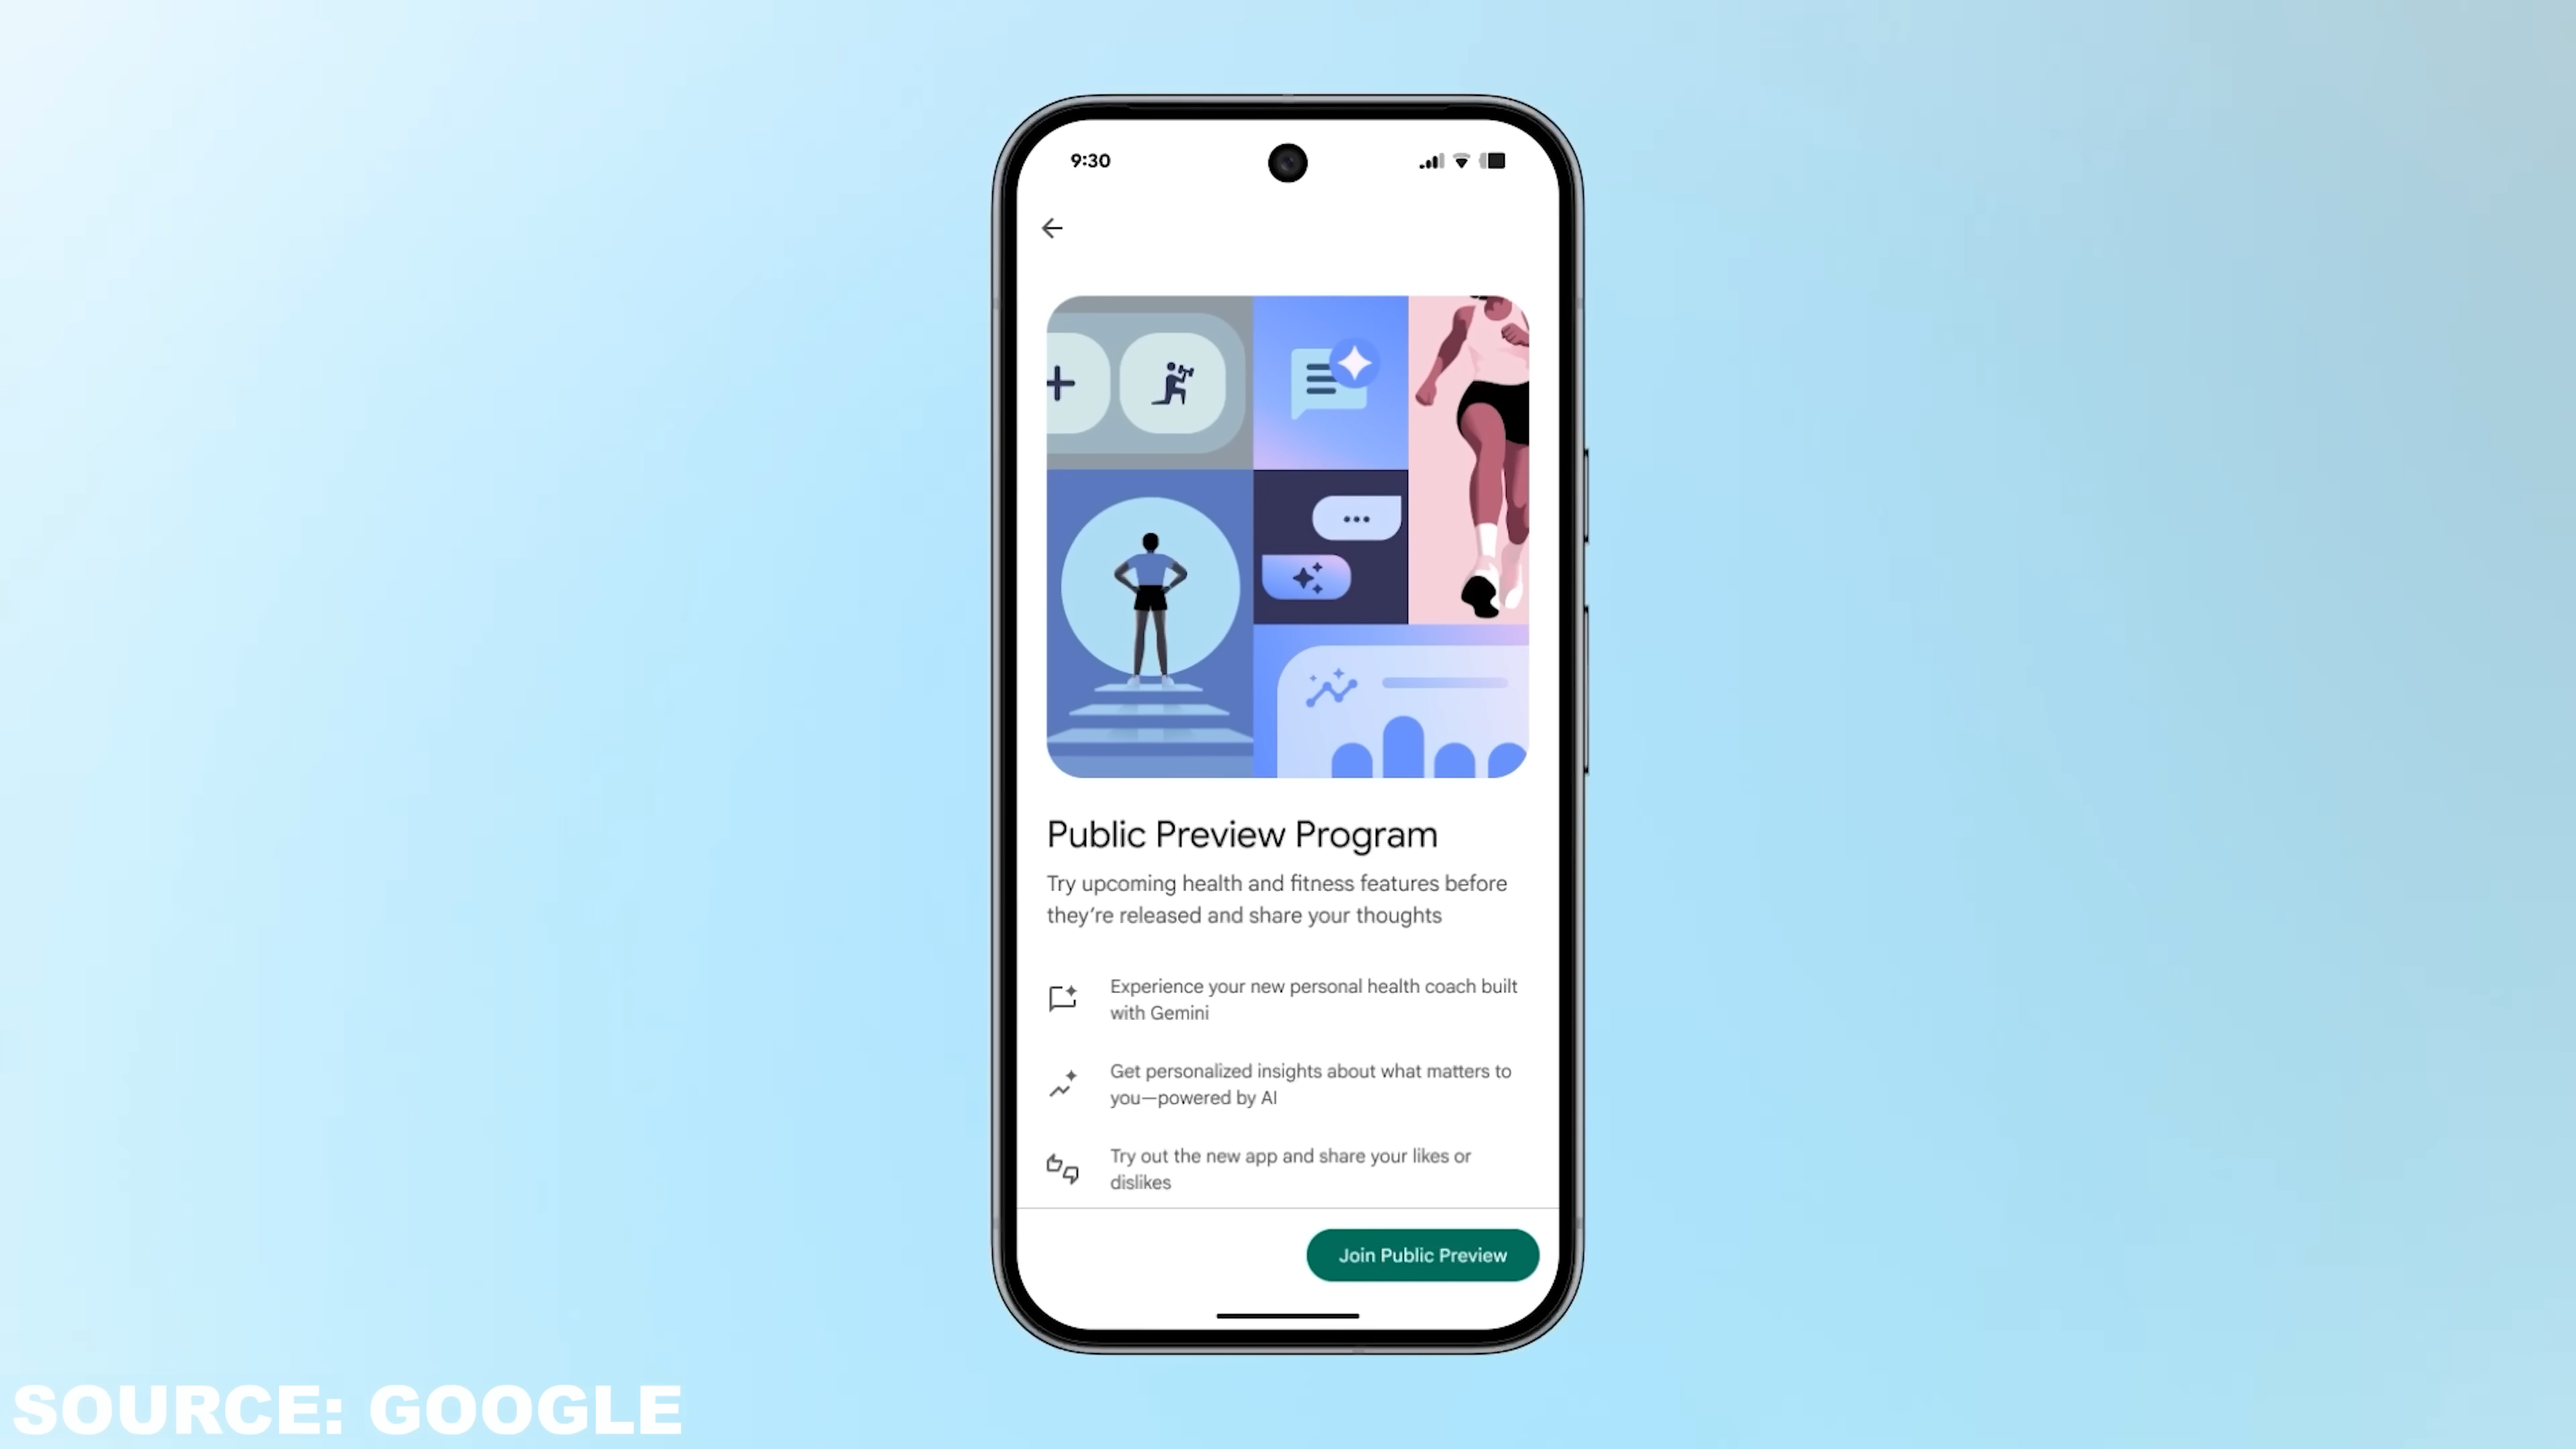 9:30
Public Preview Program
Try upcoming health and fitness features before
they're released and share your thoughts
Experience your new personal health coach built
with Gemini
Get personalized insights about what matters to
you—powered by AI
Try out the new app and share your likes or
dislikes
Join Public Preview
SOURCE: GOOGLE